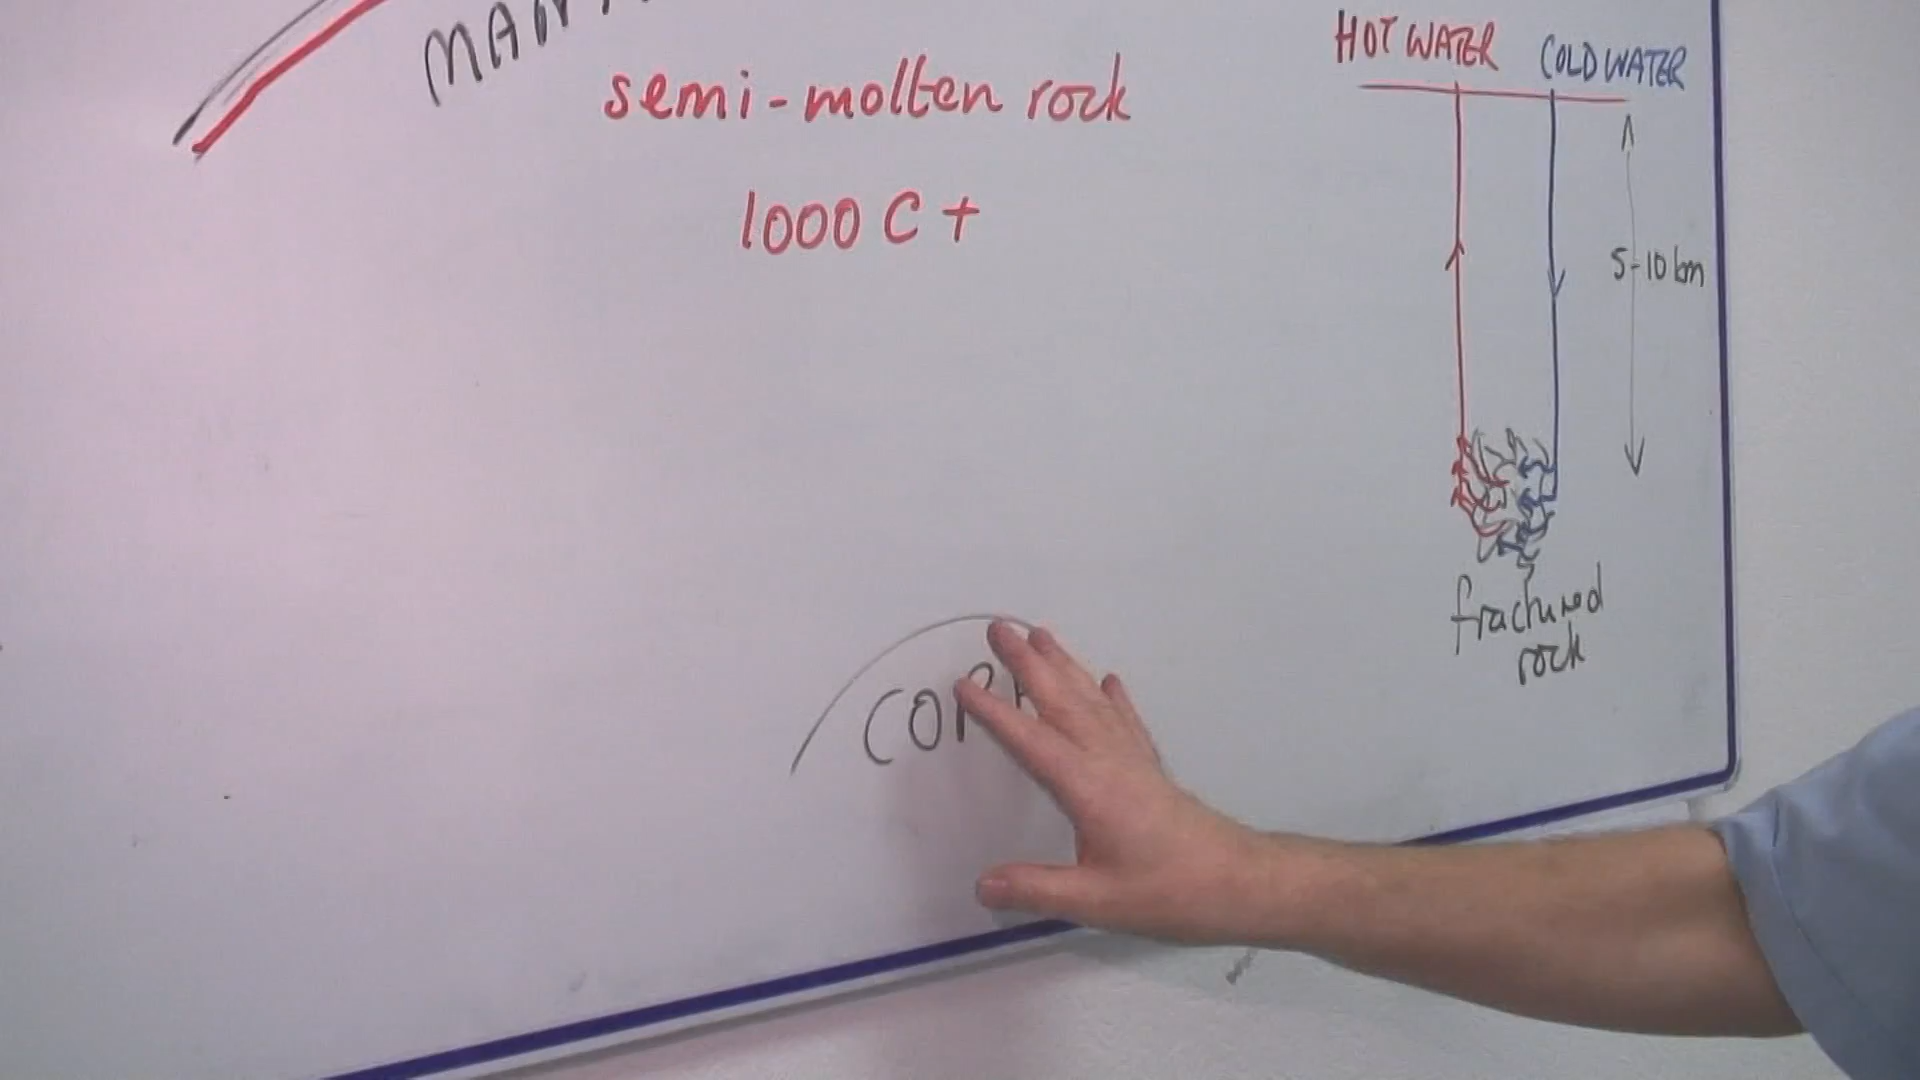 semi-molten rock
1000 C +
HOT WATER
COLD WATER
5-10 km
fractured
rock